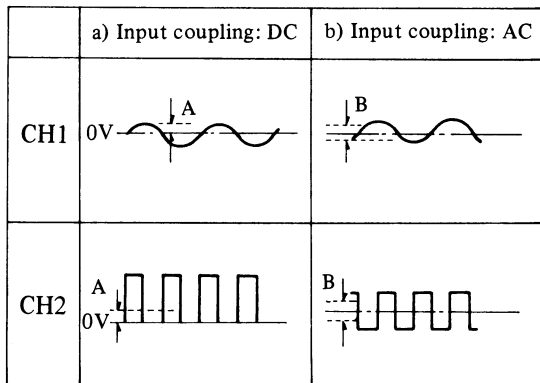 a) Input coupling: DC
b) Input coupling: AC
CH1
A
0V
B
CH2
A
0V
B